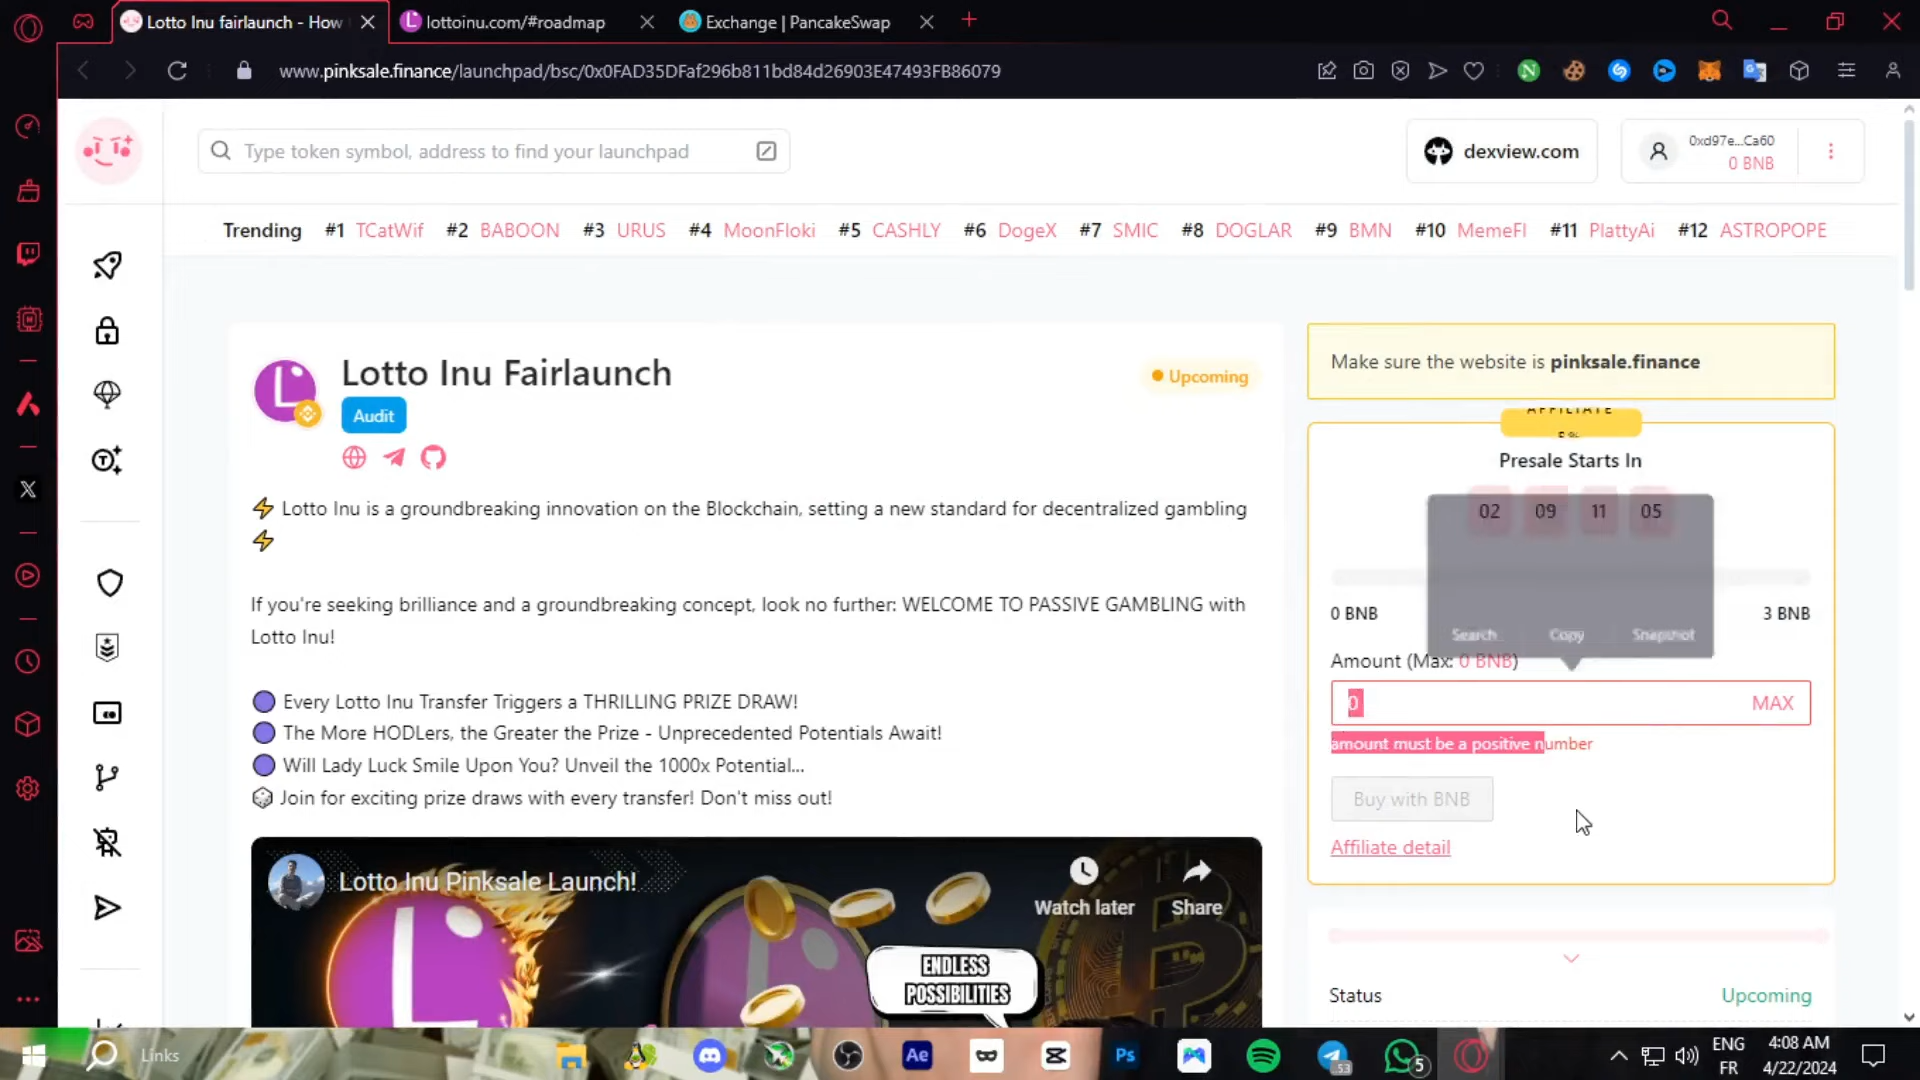 Lotto Inu fairlaunch - How
lottoinu.com/#roadmap
Exchange | PancakeSwap
www.pinksale.finance/launchpad/bsc/0x0FAD35DFaf296b811bd84d26903E47493FB86079
Type token symbol, address to find your launchpad
dexview.com
0xd97e...Ca60
0 BNB
Trending #1 TCatWif #2 BABOON #3 URUS #4 MoonFloki #5 CASHLY #6 DogeX #7 SMIC #8 DOGLAR #9 BMN #10 MemeFI #11 PlattyAi #12 ASTROPOPE
Lotto Inu Fairlaunch
Upcoming
Audit
⚡ Lotto Inu is a groundbreaking innovation on the Blockchain, setting a new standard for decentralized gambling
⚡
If you're seeking brilliance and a groundbreaking concept, look no further: WELCOME TO PASSIVE GAMBLING with
Lotto Inu!
Every Lotto Inu Transfer Triggers a THRILLING PRIZE DRAW!
The More HODLers, the Greater the Prize - Unprecedented Potentials Await!
Will Lady Luck Smile Upon You? Unveil the 1000x Potential...
Join for exciting prize draws with every transfer! Don't miss out!
Lotto Inu Pinksale Launch!
Watch later
Share
ENDLESS
POSSIBILITIES
Make sure the website is pinksale.finance
AFFILIATE
5%
Presale Starts In
02 09 11 05
0 BNB
3 BNB
Search Copy Snapshot
Amount (Max: 0 BNB)
0
MAX
amount must be a positive number
Buy with BNB
Affiliate detail
Status
Upcoming
Links
Ae
Ps
53
5
ENG
FR
4:08 AM
4/22/2024